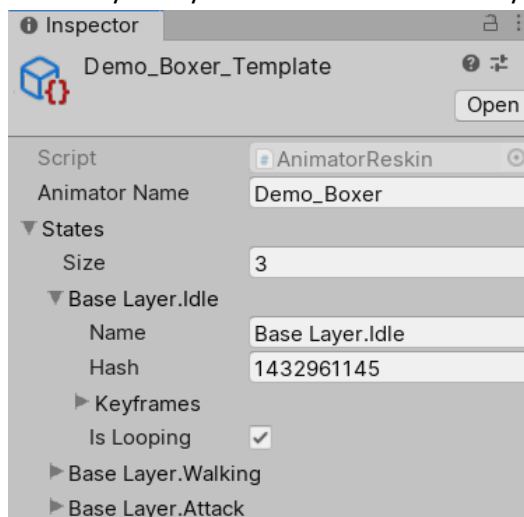 Inspector
Demo_Boxer_Template
Open
Script AnimatorReskin
Animator Name Demo_Boxer
States
Size 3
Base Layer.Idle
Name Base Layer.Idle
Hash 1432961145
Keyframes
Is Looping
Base Layer.Walking
Base Layer.Attack